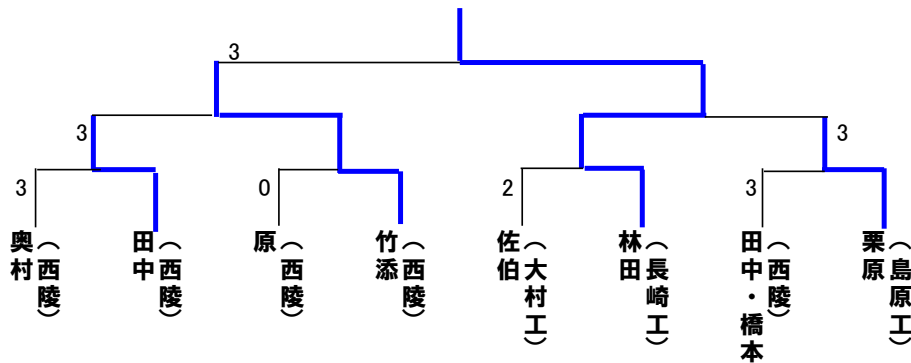 3
3
3
3
0
2
3
奥村
（西陵）
田中
（西陵）
原
（西陵）
竹添
（西陵）
佐伯
（大村工）
林田
（長崎工）
田中・橋本
（西陵）
栗原
（島原工）